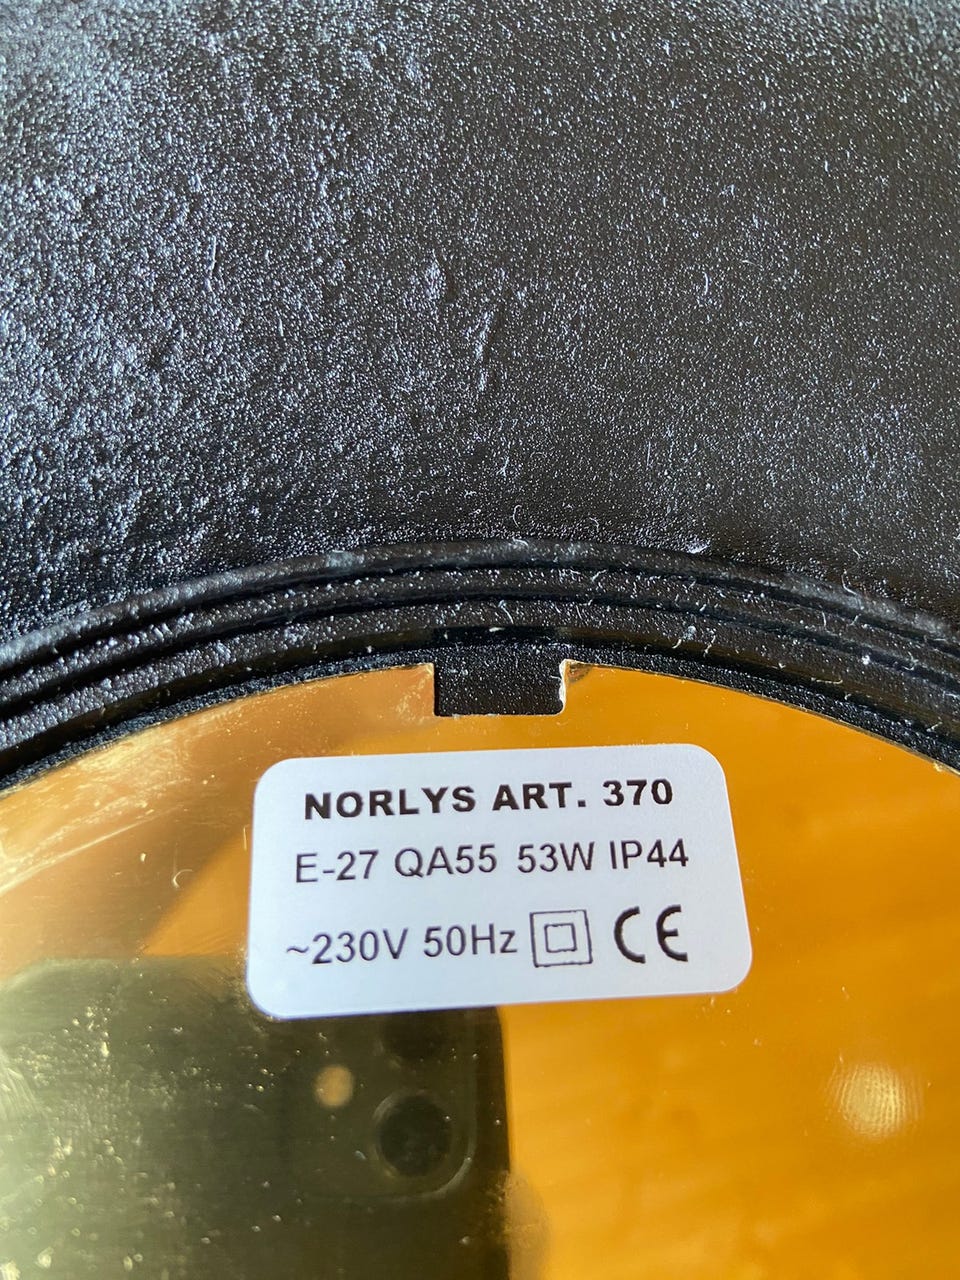 NORLYS ART. 370
E-27 QA55 53W IP44
~230V 50Hz CE